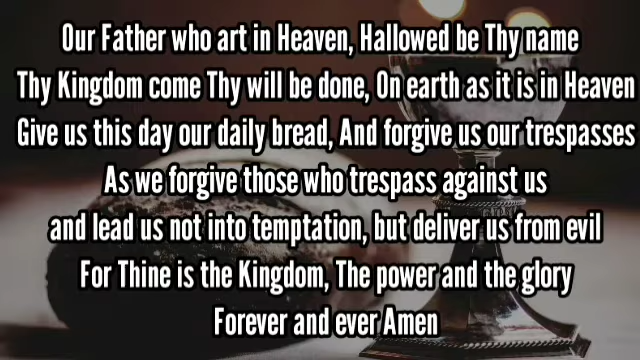 Our Father who art in Heaven, Hallowed be Thy name
Thy Kingdom come Thy will be done, On earth as it is in Heaven
Give us this day our daily bread, And forgive us our trespasses
As we forgive those who trespass against us
and lead us not into temptation, but deliver us from evil
For Thine is the Kingdom, The power and the glory
Forever and ever Amen